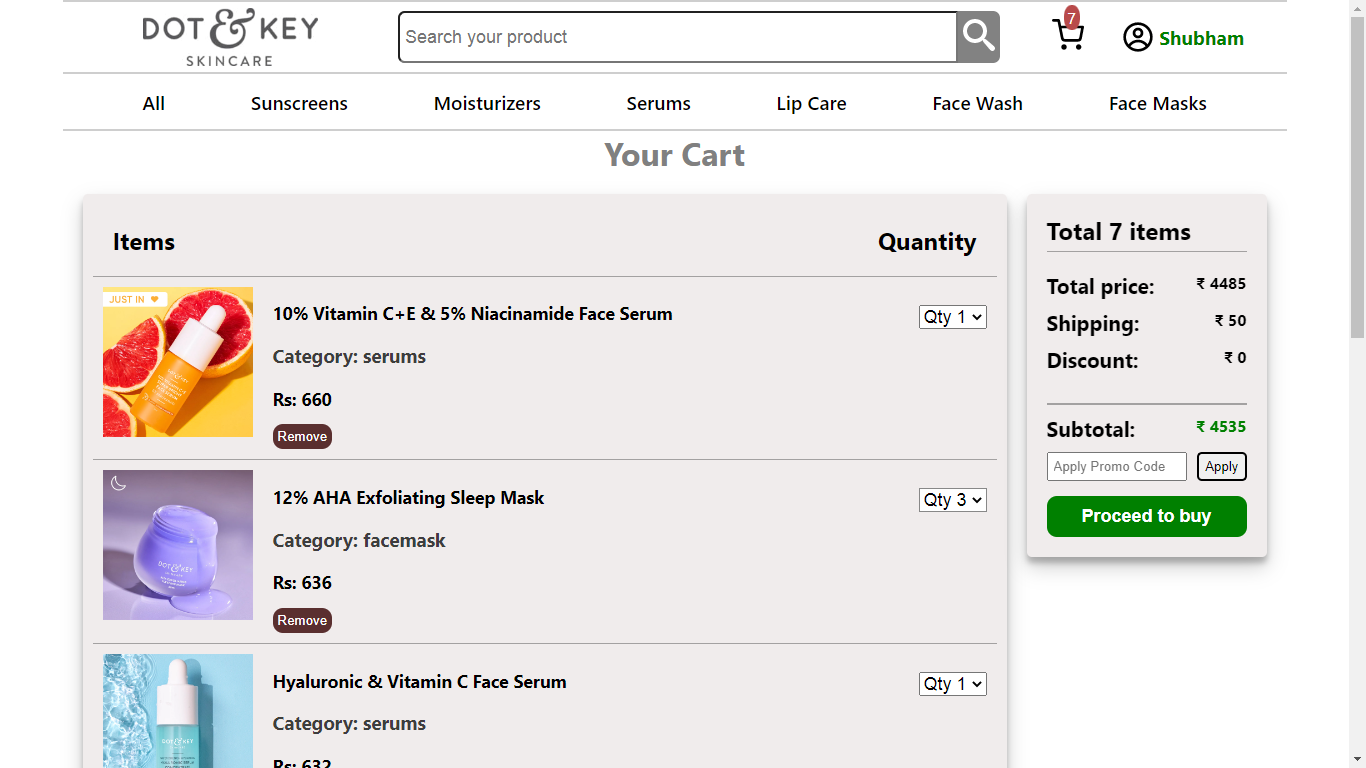 DOT & KEY
SKINCARE
Search your product
7
Shubham
All Sunscreens Moisturizers Serums Lip Care Face Wash Face Masks
Your Cart
Items Quantity
JUST IN
10% Vitamin C+E & 5% Niacinamide Face Serum
Qty 1
Category: serums
Rs: 660
Remove
12% AHA Exfoliating Sleep Mask
Qty 3
Category: facemask
DOT & KEY
Rs: 636
Remove
Hyaluronic & Vitamin C Face Serum
Qty 1
Category: serums
DOT & KEY
Rs: 632
Total 7 items
Total price: ₹ 4485
Shipping: ₹ 50
Discount: ₹ 0
Subtotal: ₹ 4535
Apply Promo Code Apply
Proceed to buy